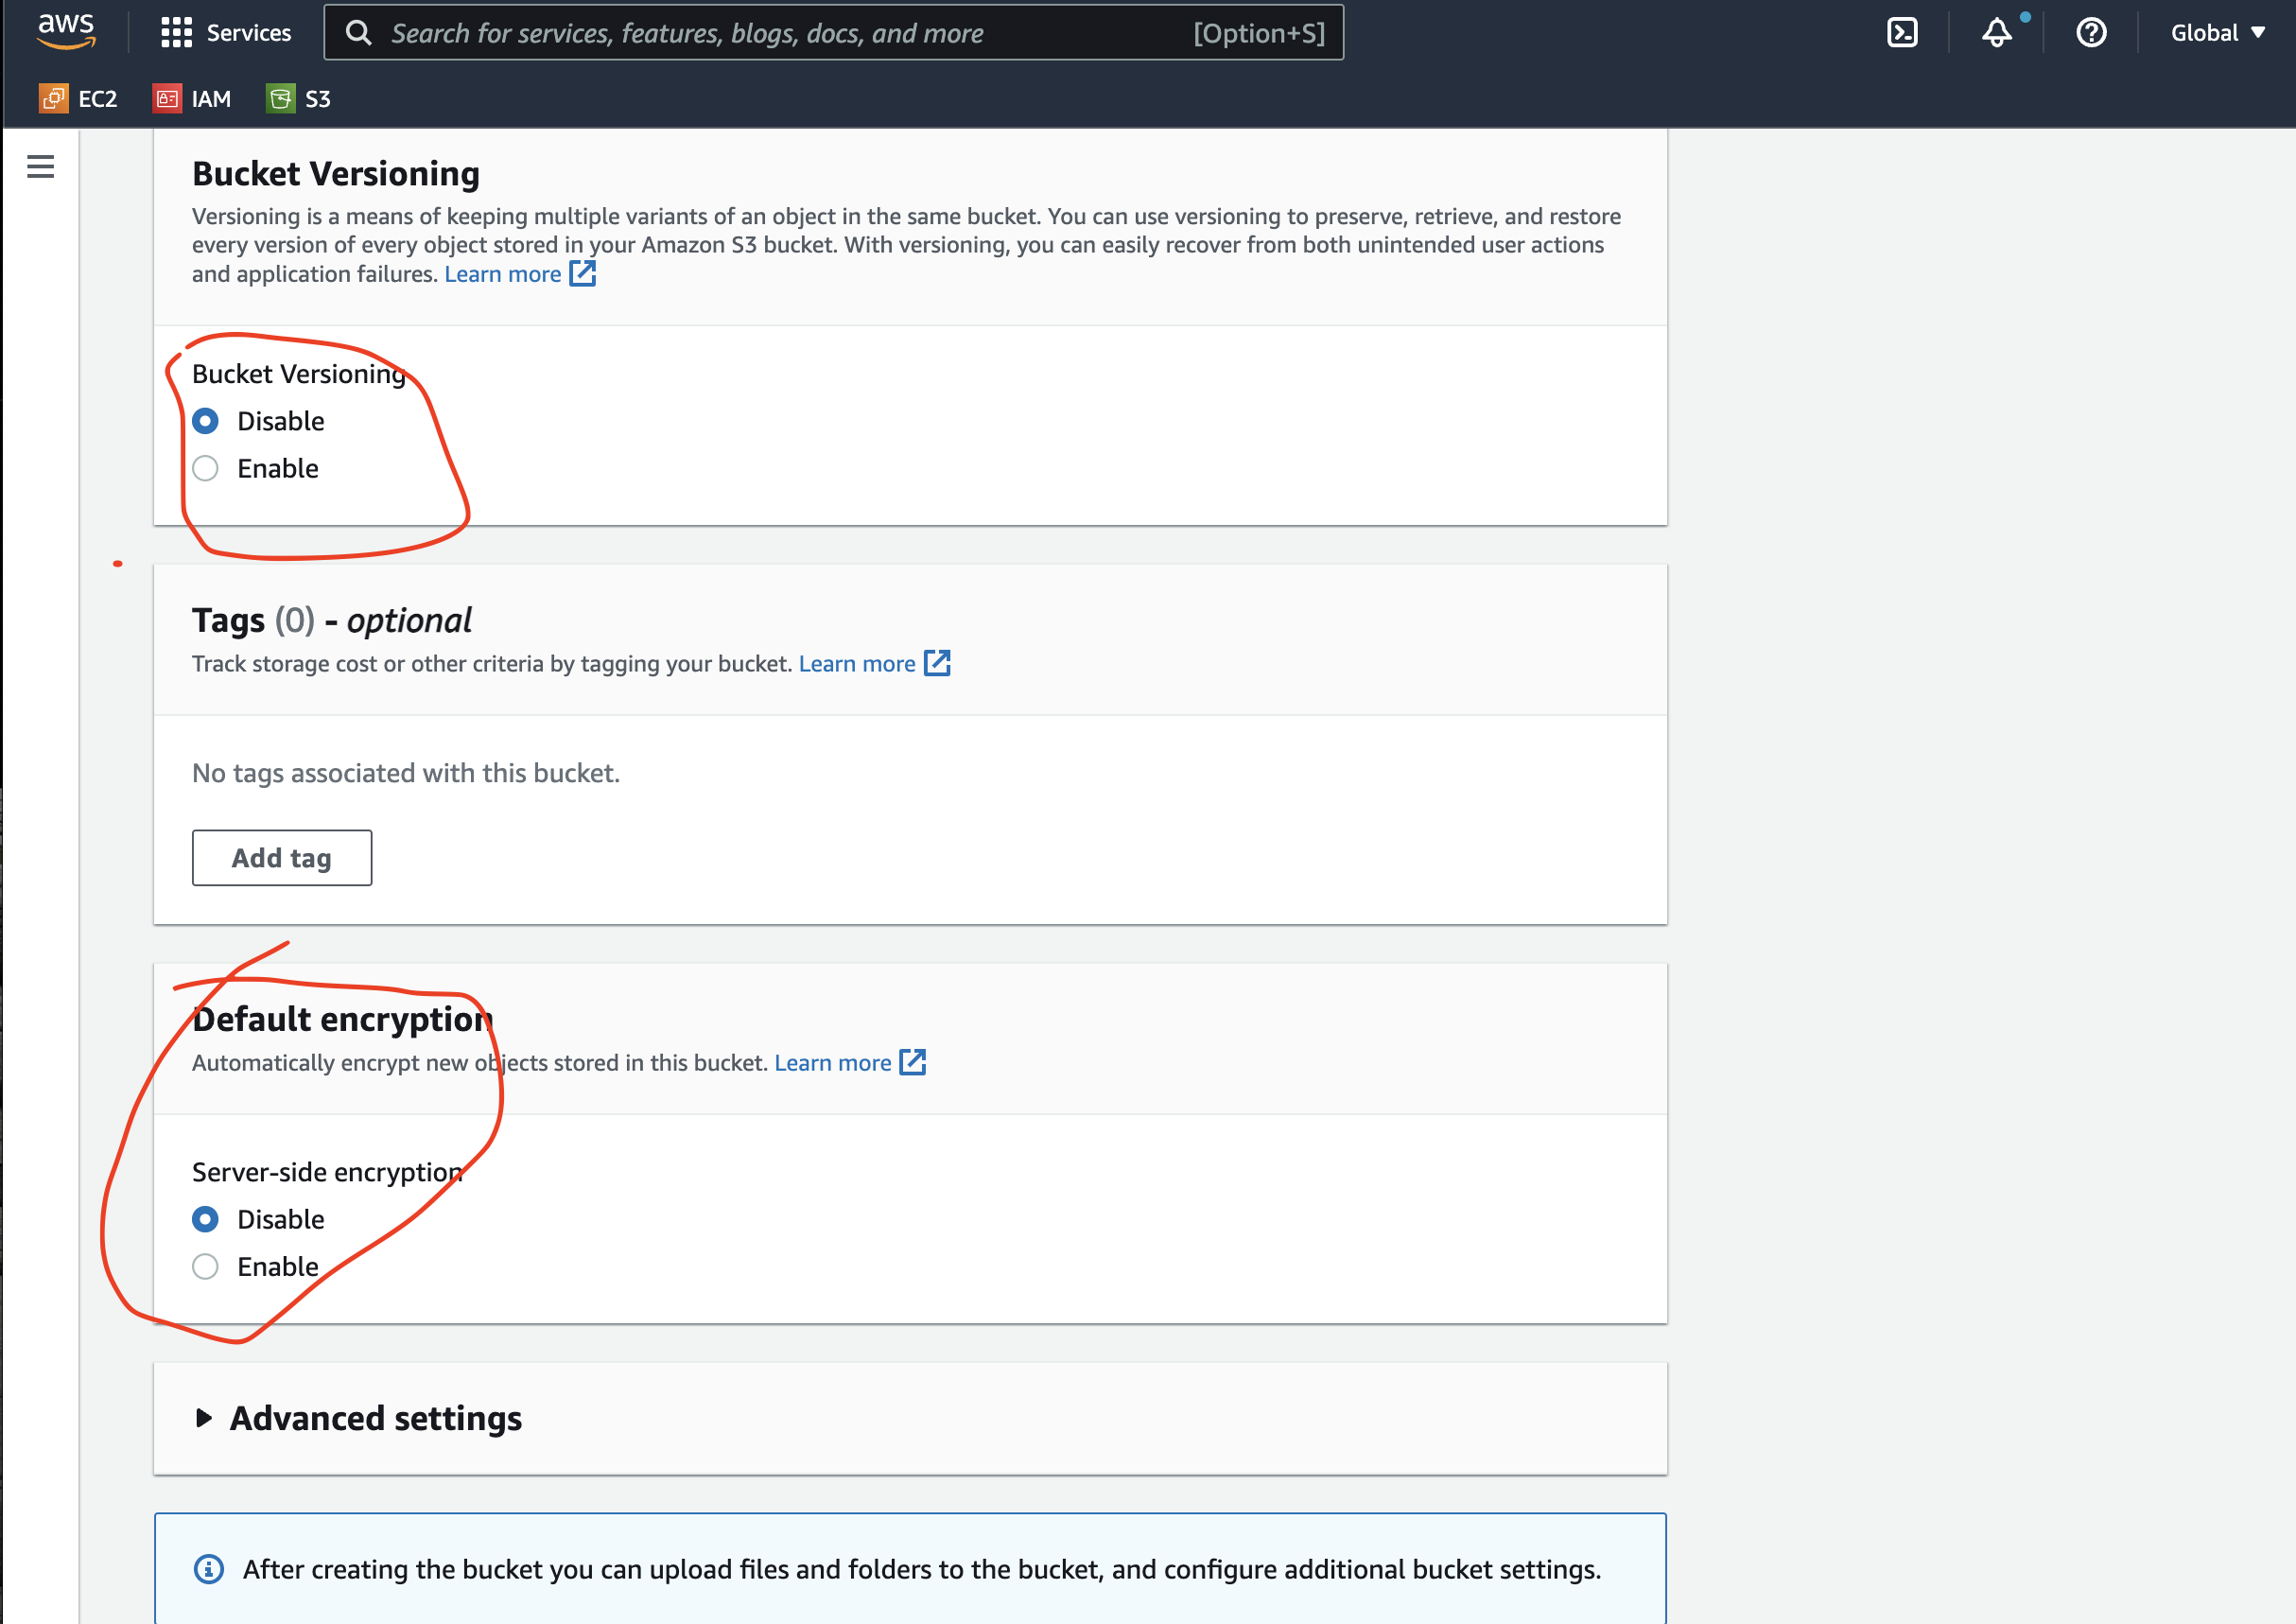 aws
Services
Search for services, features, blogs, docs, and more
[Option+S]
Global
EC2
IAM
S3
Bucket Versioning
Versioning is a means of keeping multiple variants of an object in the same bucket. You can use versioning to preserve, retrieve, and restore
every version of every object stored in your Amazon S3 bucket. With versioning, you can easily recover from both unintended user actions
and application failures. Learn more
Bucket Versioning
Disable
Enable
Tags (0) - optional
Track storage cost or other criteria by tagging your bucket. Learn more
No tags associated with this bucket.
Add tag
Default encryption
Automatically encrypt new objects stored in this bucket. Learn more
Server-side encryption
Disable
Enable
Advanced settings
After creating the bucket you can upload files and folders to the bucket, and configure additional bucket settings.